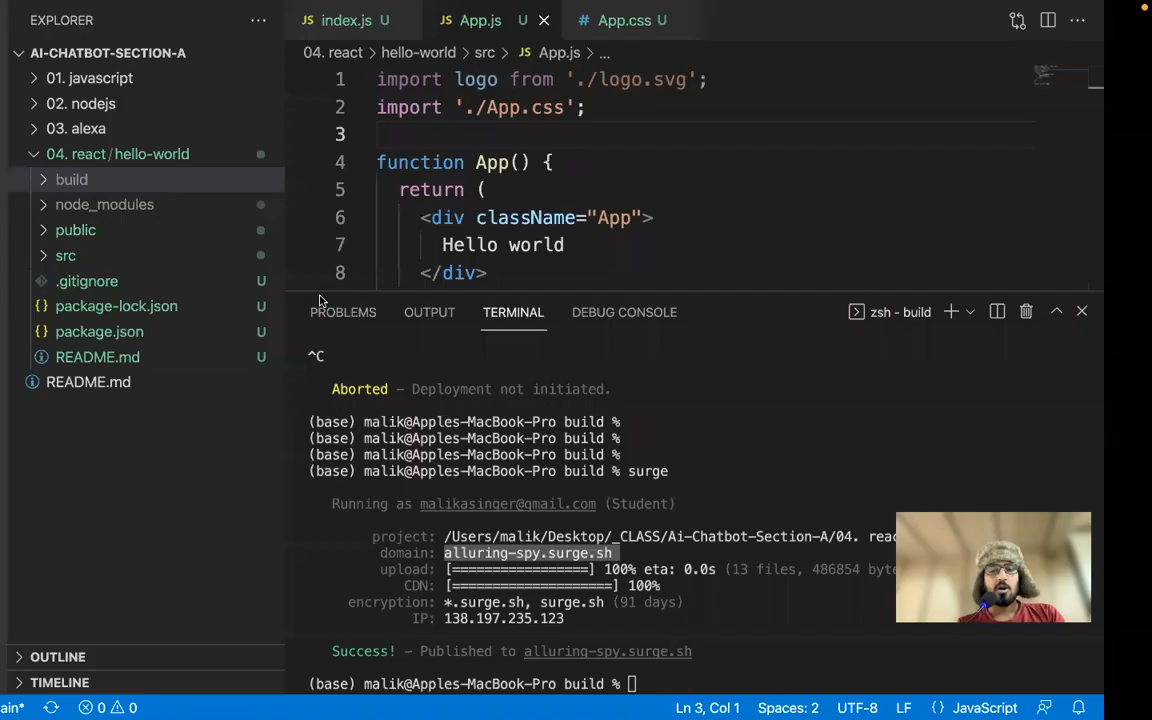 EXPLORER
AI-CHATBOT-SECTION-A
01. javascript
02. nodejs
03. alexa
04. react/hello-world
build
node_modules
public
src
.gitignore U
{} package-lock.json U
{} package.json U
README.md U
README.md
OUTLINE
TIMELINE
JS index.js U
JS App.js U
# App.css U
04. react > hello-world > src > JS App.js > ...
1 import logo from './logo.svg';
2 import './App.css';
3
4 function App() {
5 return (
6 <div className="App">
7 Hello world
8 </div>
PROBLEMS OUTPUT TERMINAL DEBUG CONSOLE zsh - build
^C
Aborted - Deployment not initiated.
(base) malik@Apples-MacBook-Pro build %
(base) malik@Apples-MacBook-Pro build %
(base) malik@Apples-MacBook-Pro build %
(base) malik@Apples-MacBook-Pro build % surge
Running as malikasinger@gmail.com (Student)
project: /Users/malik/Desktop/_CLASS/Ai-Chatbot-Section-A/04. reac
domain: alluring-spy.surge.sh
upload: [=================] 100% eta: 0.0s (13 files, 486854 byte
CDN: [====================] 100%
encryption: *.surge.sh, surge.sh (91 days)
IP: 138.197.235.123
Success! - Published to alluring-spy.surge.sh
(base) malik@Apples-MacBook-Pro build %
ain* 0 0 Ln 3, Col 1 Spaces: 2 UTF-8 LF {} JavaScript